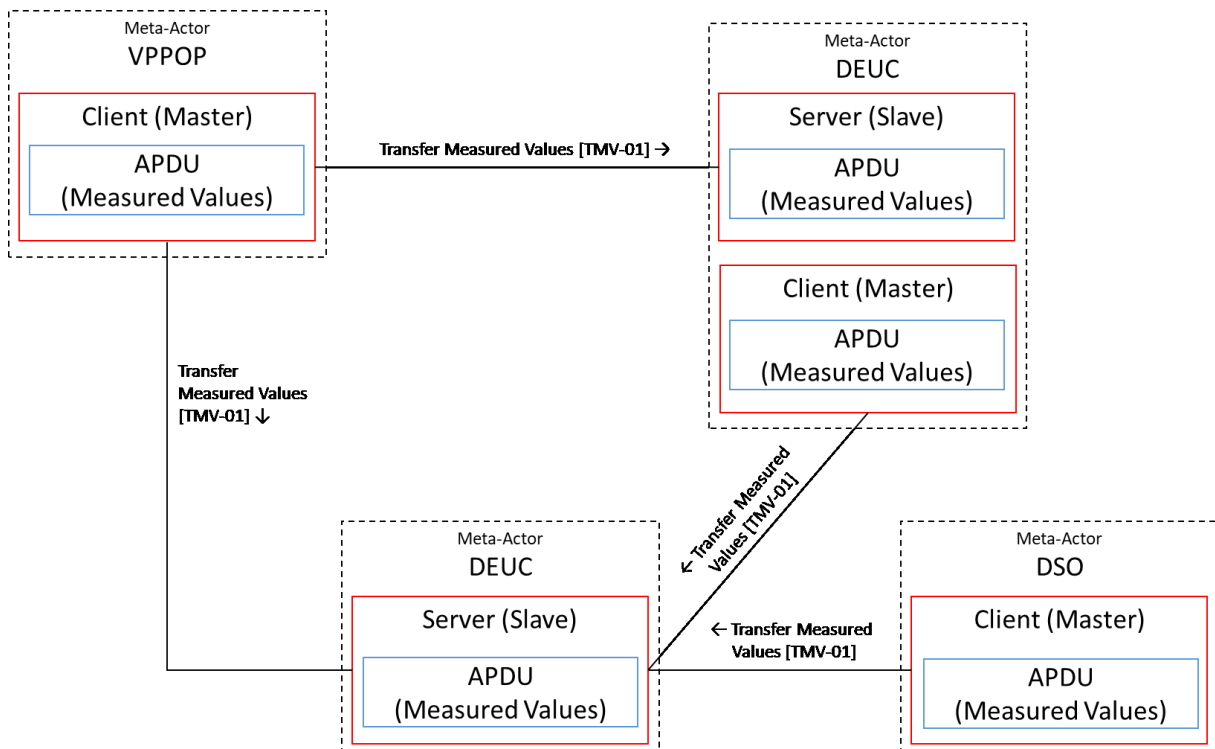 Meta-Actor
VPPOP
Client (Master)
APDU
(Measured Values)
Transfer Measured Values [TMV-01] →
Meta-Actor
DEUC
Server (Slave)
APDU
(Measured Values)
Client (Master)
APDU
(Measured Values)
Transfer
Measured Values
[TMV-01] ↓
← Transfer Measured
Values [TMV-01]
Meta-Actor
DEUC
Server (Slave)
APDU
(Measured Values)
← Transfer Measured
Values [TMV-01]
Meta-Actor
DSO
Client (Master)
APDU
(Measured Values)